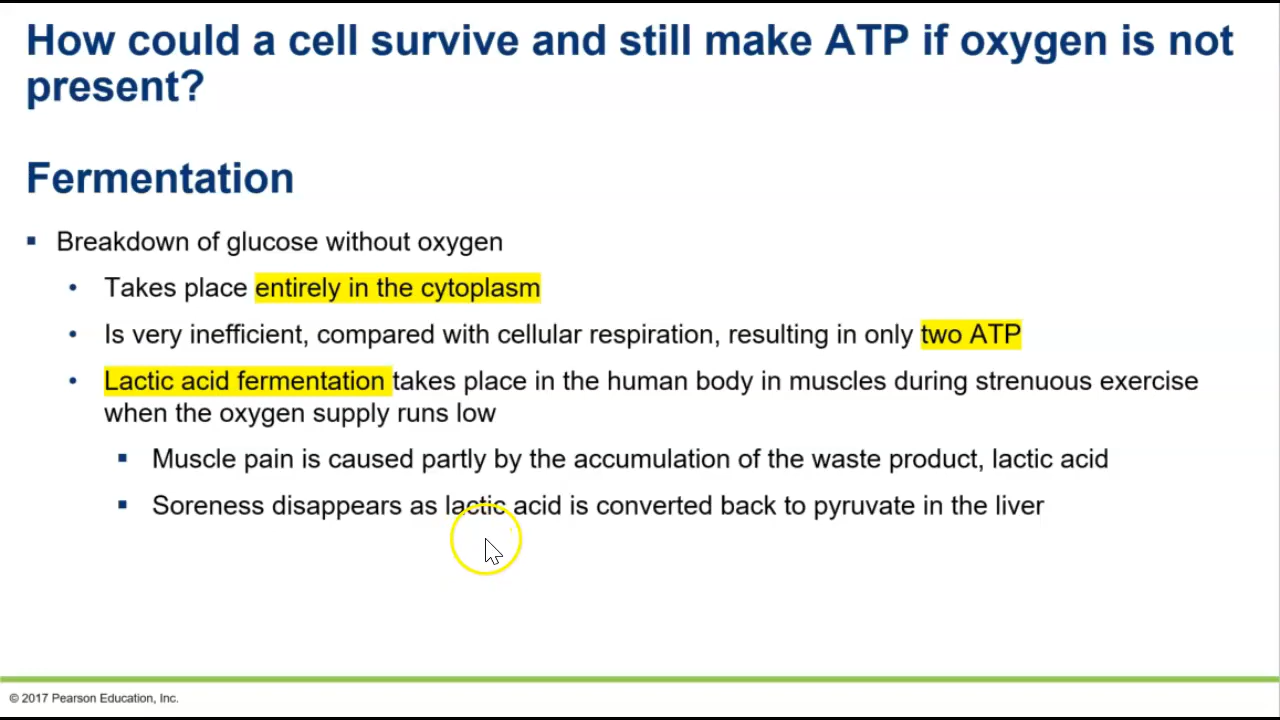 How could a cell survive and still make ATP if oxygen is not
present?
Fermentation
▪ Breakdown of glucose without oxygen
• Takes place entirely in the cytoplasm
• Is very inefficient, compared with cellular respiration, resulting in only two ATP
• Lactic acid fermentation takes place in the human body in muscles during strenuous exercise
when the oxygen supply runs low
▪ Muscle pain is caused partly by the accumulation of the waste product, lactic acid
▪ Soreness disappears as lactic acid is converted back to pyruvate in the liver
© 2017 Pearson Education, Inc.